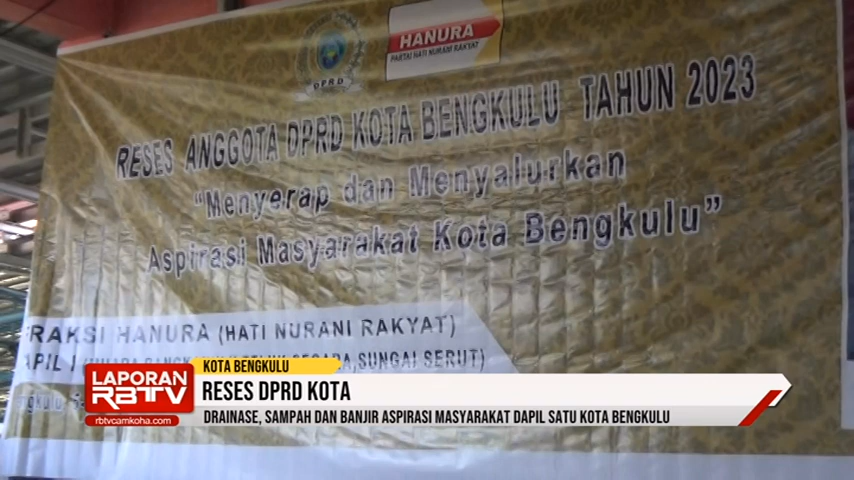 DPRD
HANURA
PARTAI HATI NURANI RAKYAT
RESES ANGGOTA DPRD KOTA BENGKULU TAHUN 2023
"Menyerap dan Menyalurkan
Aspirasi Masyarakat Kota Bengkulu"
RAKSI HANURA (HATI NURANI RAKYAT)
APIL I SUNGAI SERUT)
KOTA BENGKULU
LAPORAN
RBTV
rbtvcamkoha.com
RESES DPRD KOTA
DRAINASE, SAMPAH DAN BANJIR ASPIRASI MASYARAKAT DAPIL SATU KOTA BENGKULU